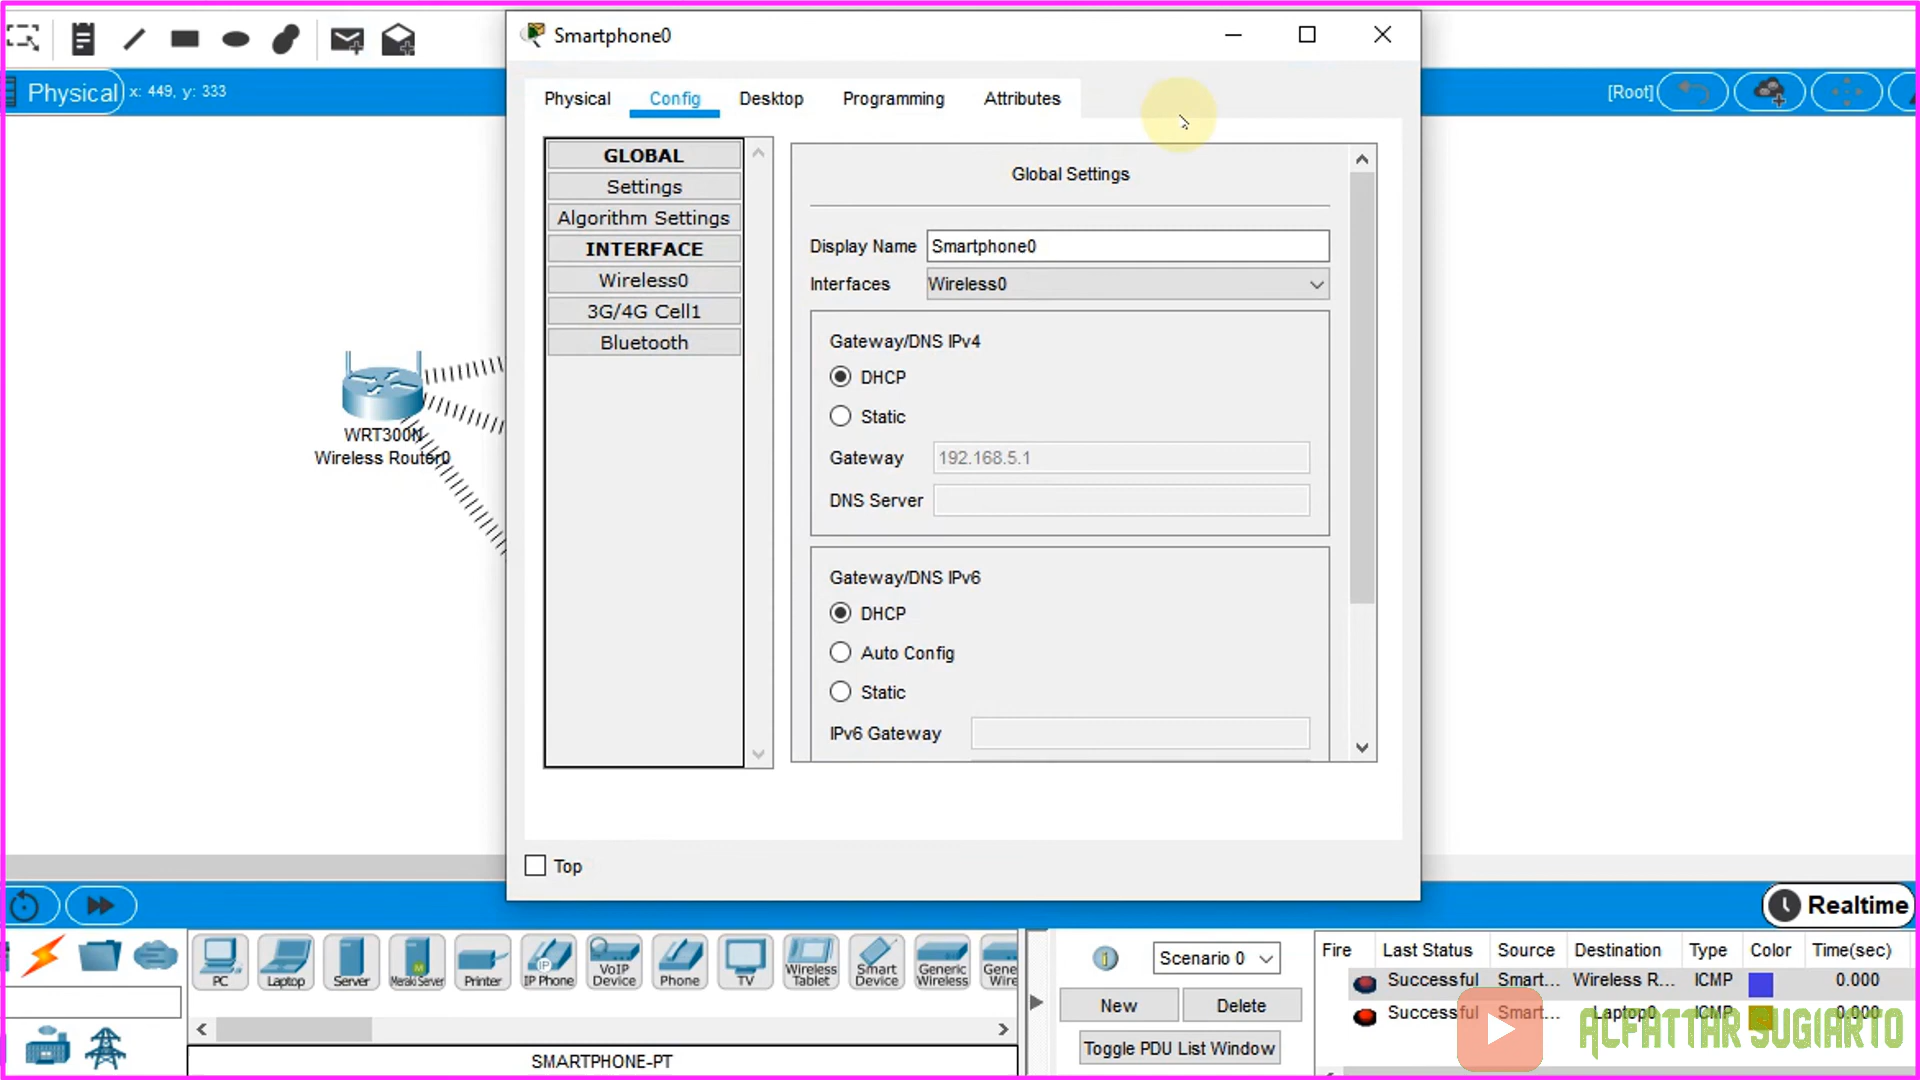 Smartphone0
Physical
x: 449, y: 333
[Root]
Physical
Config
Desktop
Programming
Attributes
GLOBAL
Settings
Algorithm Settings
INTERFACE
Wireless0
3G/4G Cell1
Bluetooth
Global Settings
Display Name
Smartphone0
Interfaces
Wireless0
Gateway/DNS IPv4
DHCP
Static
Gateway
192.168.5.1
DNS Server
Gateway/DNS IPv6
DHCP
Auto Config
Static
IPv6 Gateway
WRT300N
Wireless Router0
Top
Realtime
PC
Laptop
Server
Meraki Server
Printer
IP Phone
VoIP Device
Phone
TV
Wireless Tablet
Smart Device
Generic Wireless
Gene
Wire
SMARTPHONE-PT
Scenario 0
New
Delete
Toggle PDU List Window
Fire Last Status Source Destination Type Color Time(sec)
Successful Smart... Wireless R... ICMP 0.000
Successful Smart... Laptop0 ICMP 0.000
ALFATTAR SUGIARTO